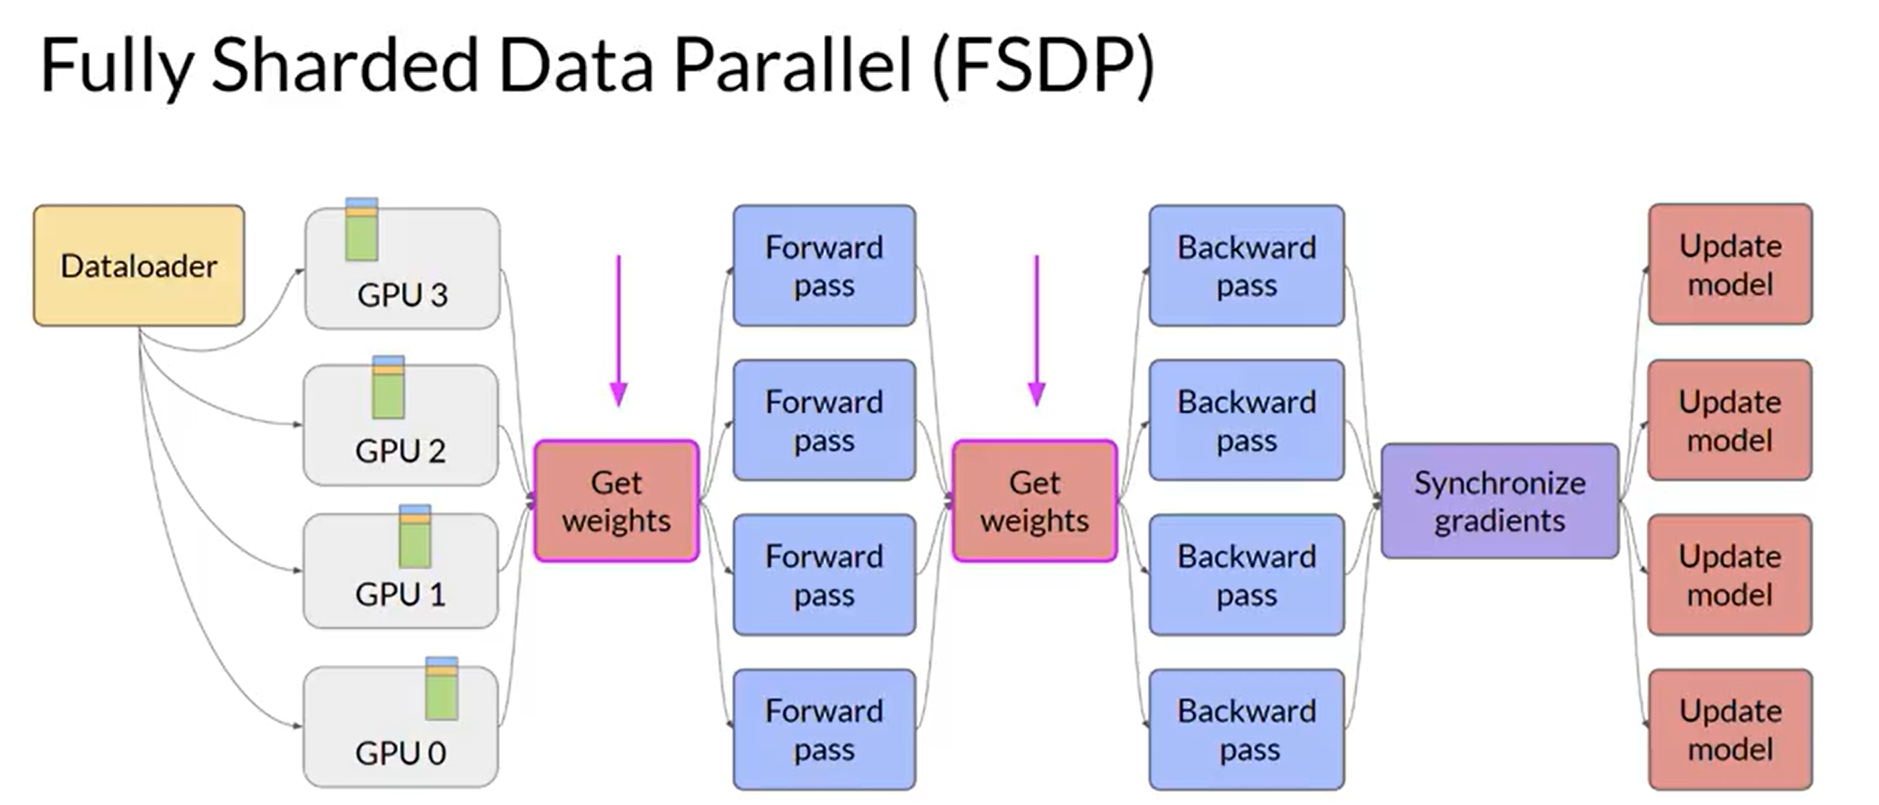 Fully Sharded Data Parallel (FSDP)
Dataloader
GPU 3
GPU 2
GPU 1
GPU 0
Get
weights
Forward
pass
Forward
pass
Forward
pass
Forward
pass
Get
weights
Backward
pass
Backward
pass
Backward
pass
Backward
pass
Synchronize
gradients
Update
model
Update
model
Update
model
Update
model